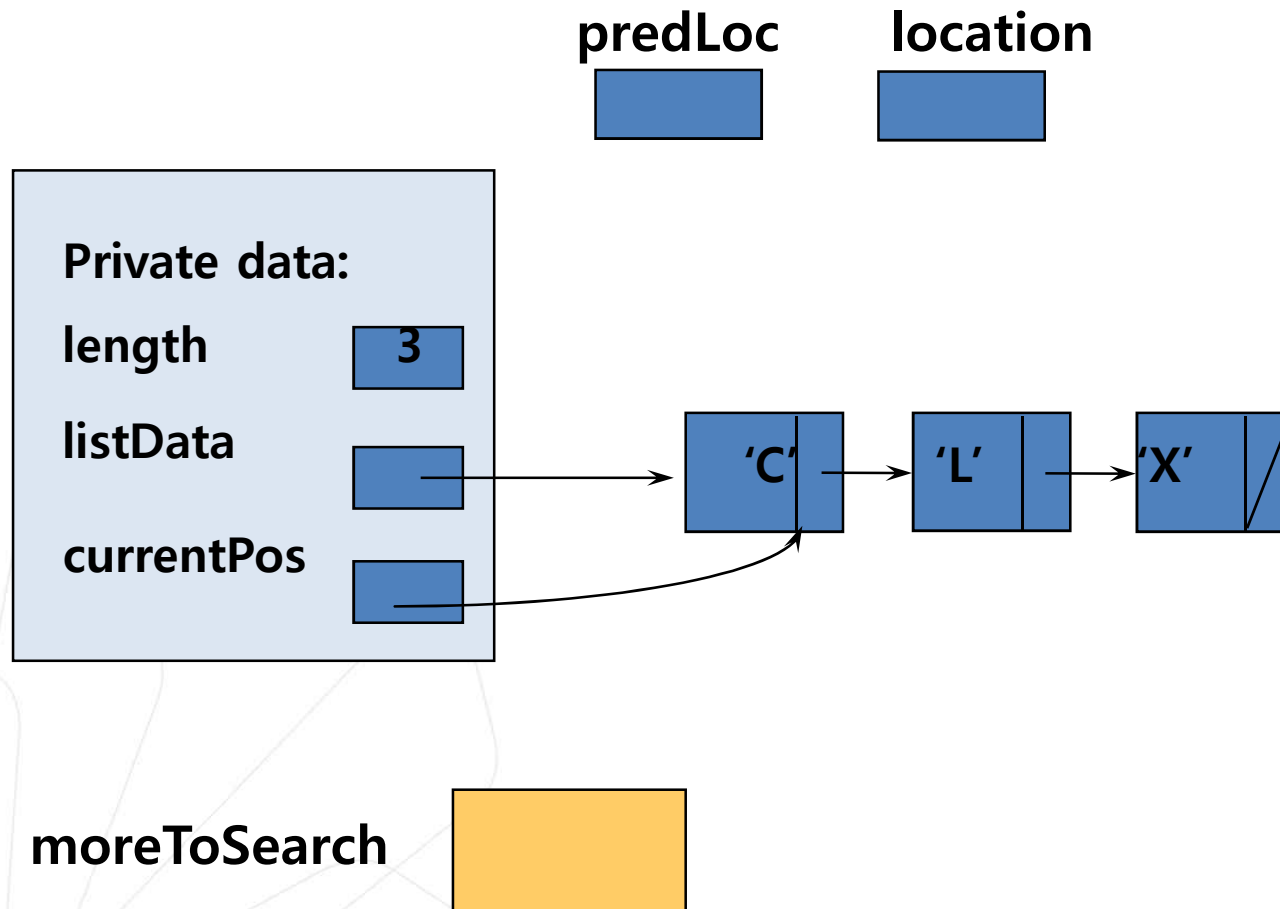 predLoc location
Private data:
length 3
listData
‘C’ ‘L’ ‘X’
currentPos
moreToSearch